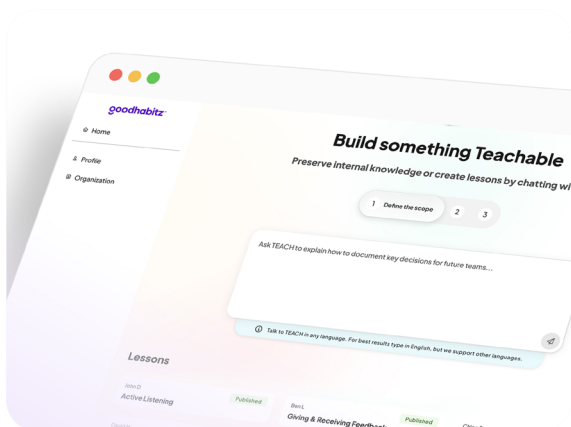 goodhabitz
Home
Profile
Organization
Build something Teachable
Preserve internal knowledge or create lessons by chatting wi
1 Define the scope 2 3
Ask TEACH to explain how to document key decisions for future teams...
Talk to TEACH in any language. For best results type in English, but we support other languages.
Lessons
Active Listening
Published
Ben L
Giving & Receiving Feedback
Published